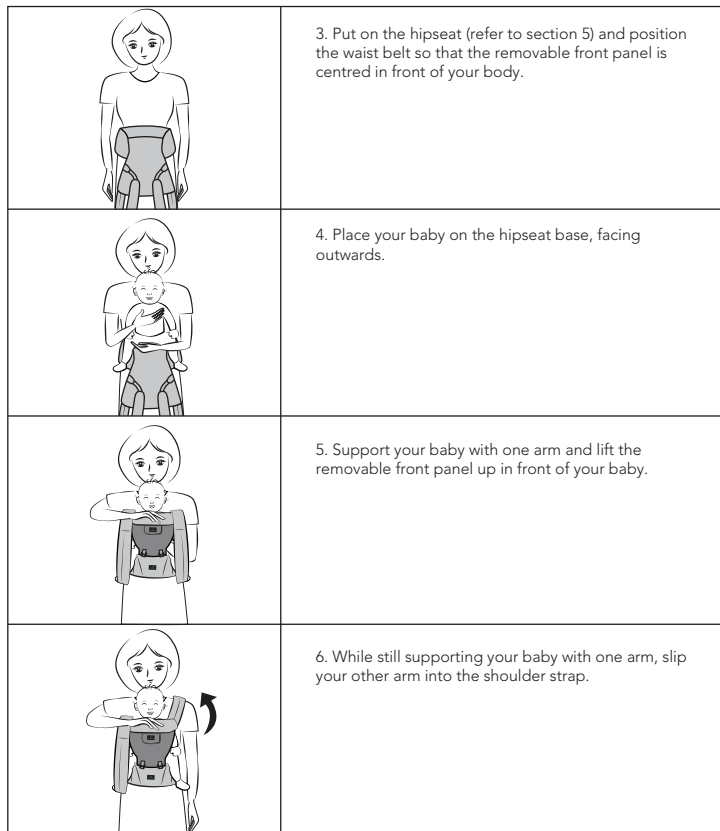 3. Put on the hipseat (refer to section 5) and position
the waist belt so that the removable front panel is
centred in front of your body.
4. Place your baby on the hipseat base, facing
outwards.
5. Support your baby with one arm and lift the
removable front panel up in front of your baby.
6. While still supporting your baby with one arm, slip
your other arm into the shoulder strap.